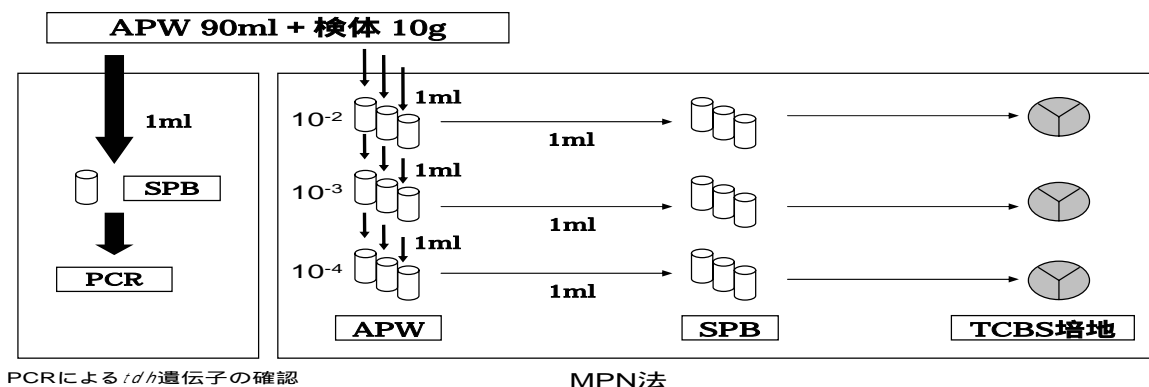 APW 90ml + 検体 10g
1ml
SPB
PCR
PCRによるtdh遺伝子の確認
10-2
1ml
1ml
10-3
1ml
1ml
10-4
1ml
1ml
APW
SPB
TCBS培地
MPN法